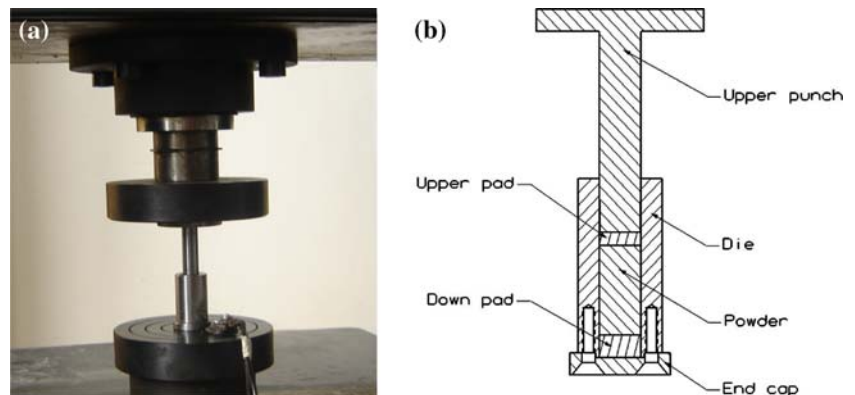 (a)
(b)
Upper punch
Upper pad
Die
Down pad
Powder
End cap